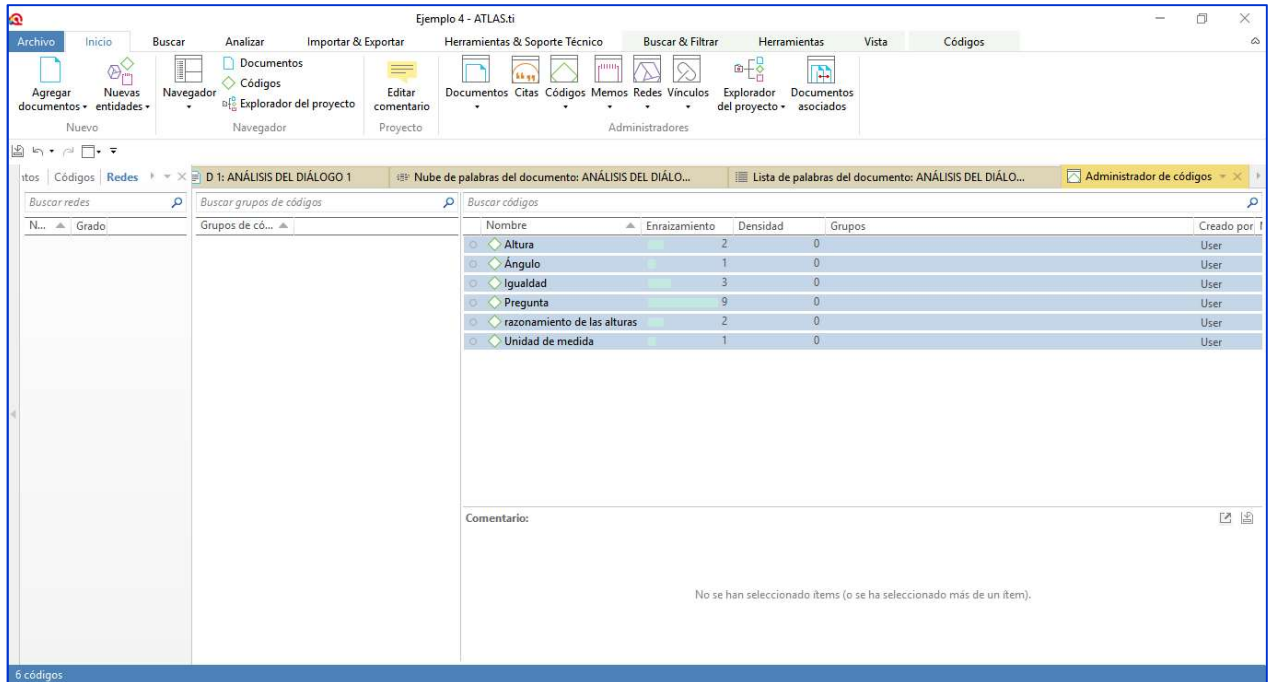 Ejemplo 4 - ATLAS.ti
Archivo Inicio Buscar Analizar Importar & Exportar Herramientas & Soporte Técnico Buscar & Filtrar Herramientas Vista Códigos
Agregar documentos
Nuevas entidades
Nuevo
Navegador
Documentos
Códigos
Explorador del proyecto
Navegador
Editar comentario
Proyecto
Documentos Citas Códigos Memos Redes Vínculos Explorador del proyecto Documentos asociados
Administradores
Códigos Redes D 1: ANÁLISIS DEL DIÁLOGO 1 Nube de palabras del documento: ANÁLISIS DEL DIÁLO... Lista de palabras del documento: ANÁLISIS DEL DIÁLO... Administrador de códigos
Buscar redes Buscar grupos de códigos Buscar códigos
N... Grado Grupos de có... Nombre Enraizamiento Densidad Grupos Creado por
Altura 2 0 User
Ángulo 1 0 User
Igualdad 3 0 User
Pregunta 9 0 User
razonamiento de las alturas 2 0 User
Unidad de medida 1 0 User
Comentario:
No se han seleccionado ítems (o se ha seleccionado más de un ítem).
6 códigos